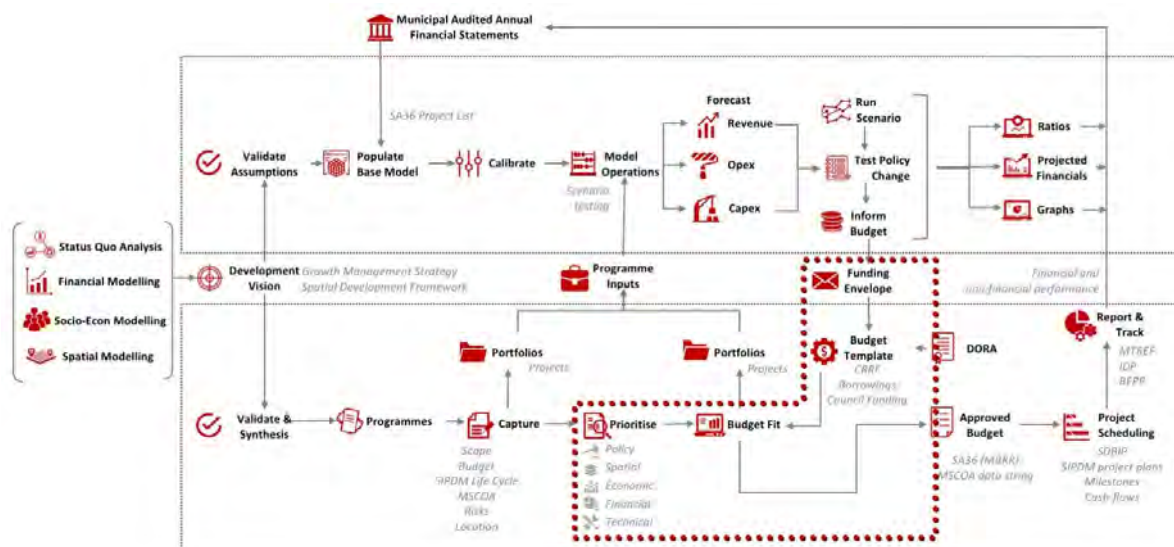 Municipal Audited Annual
Financial Statements
SA36 Project List
Validate
Assumptions
Populate
Base Model
Calibrate
Model
Operations
Scenario
testing
Forecast
Revenue
Opex
Capex
Run
Scenario
Test Policy
Change
Inform
Budget
Ratios
Projected
Financials
Graphs
Status Quo Analysis
Financial Modelling
Socio-Econ Modelling
Spatial Modelling
Development
Vision
Growth Management Strategy
Spatial Development Framework
Programme
Inputs
Funding
Envelope
Financial and
non-financial performance
Portfolios
Projects
Portfolios
Projects
Budget
Template
CRRF
Borrowings
Council Funding
DORA
Report &
Track
MTREF
IDP
BEPP
Validate &
Synthesis
Programmes
Capture
Scope
Budget
SIPDM Life Cycle
MSCOA
Risks
Location
Prioritise
Policy
Spatial
Economic
Financial
Technical
Budget Fit
Approved
Budget
SA36 (MBRR)
MSCOA data string
Project
Scheduling
SDBIP
SIPDM project plans
Milestones
Cash flows